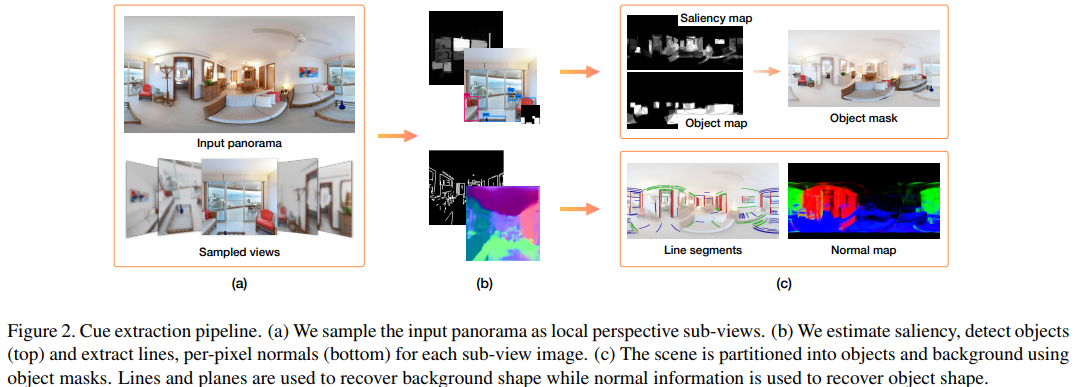 Saliency map
Input panorama
Object map
Object mask
Sampled views
Line segments
Normal map
(a)
(b)
(c)
Figure 2. Cue extraction pipeline. (a) We sample the input panorama as local perspective sub-views. (b) We estimate saliency, detect objects
(top) and extract lines, per-pixel normals (bottom) for each sub-view image. (c) The scene is partitioned into objects and background using
object masks. Lines and planes are used to recover background shape while normal information is used to recover object shape.